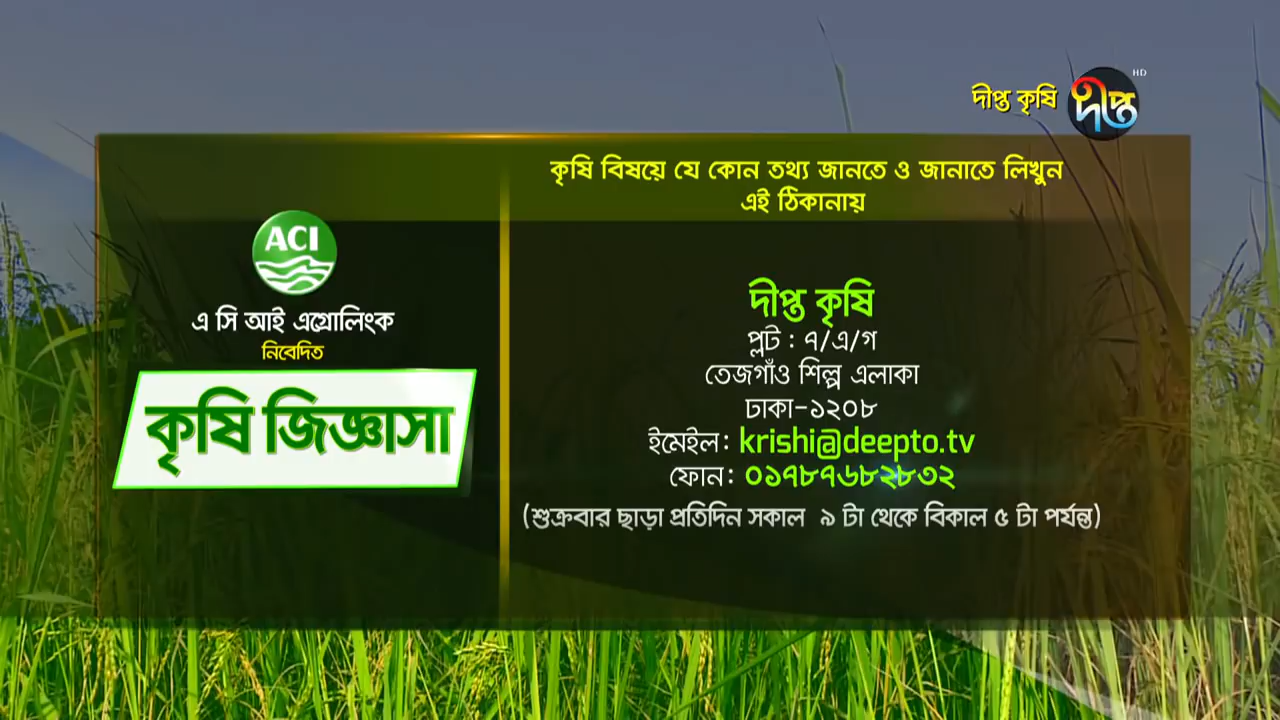 দীপ্ত কৃষি
দীপ্ত
HD
কৃষি বিষয়ে যে কোন তথ্য জানতে ও জানাতে লিখুন
এই ঠিকানায়
ACI
এ সি আই এগ্রোলিংক
নিবেদিত
কৃষি জিজ্ঞাসা
দীপ্ত কৃষি
প্লট : ৭/এ/গ
তেজগাঁও শিল্প এলাকা
ঢাকা-১২০৮
ইমেইল: krishi@deepto.tv
ফোন: ০১৭৮৭৬৮২৮৩২
(শুক্রবার ছাড়া প্রতিদিন সকাল ৯ টা থেকে বিকাল ৫ টা পর্যন্ত)